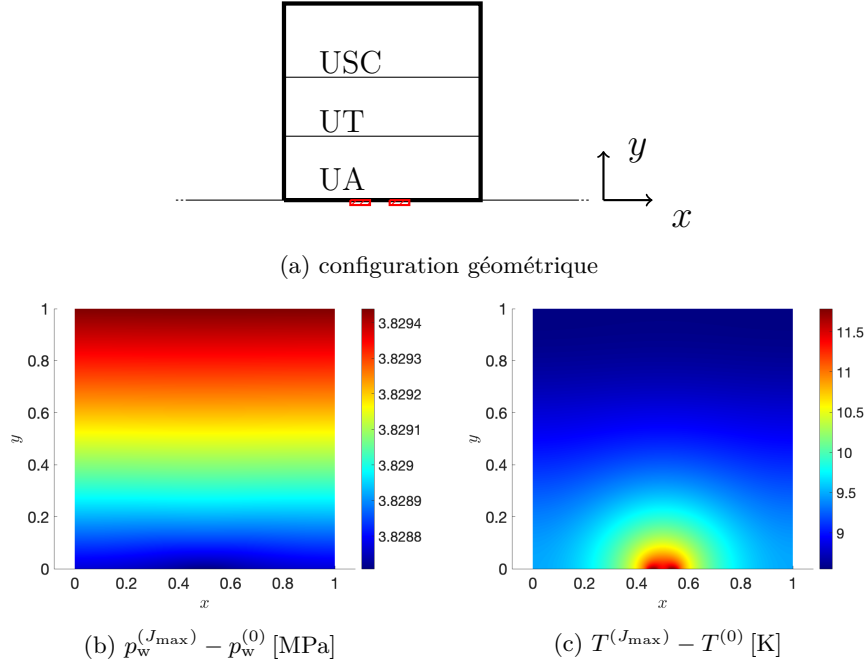 USC
UT
UA
y
x
(a) configuration géométrique
1
0.8
0.6
0.4
0.2
0
y
0 0.2 0.4 0.6 0.8 1
x
3.8294
3.8293
3.8292
3.8291
3.829
3.8289
3.8288
1
0.8
0.6
0.4
0.2
0
y
0 0.2 0.4 0.6 0.8 1
x
11.5
11
10.5
10
9.5
9
(b) p_w^{(J_max)} − p_w^{(0)} [MPa]
(c) T^{(J_max)} − T^{(0)} [K]